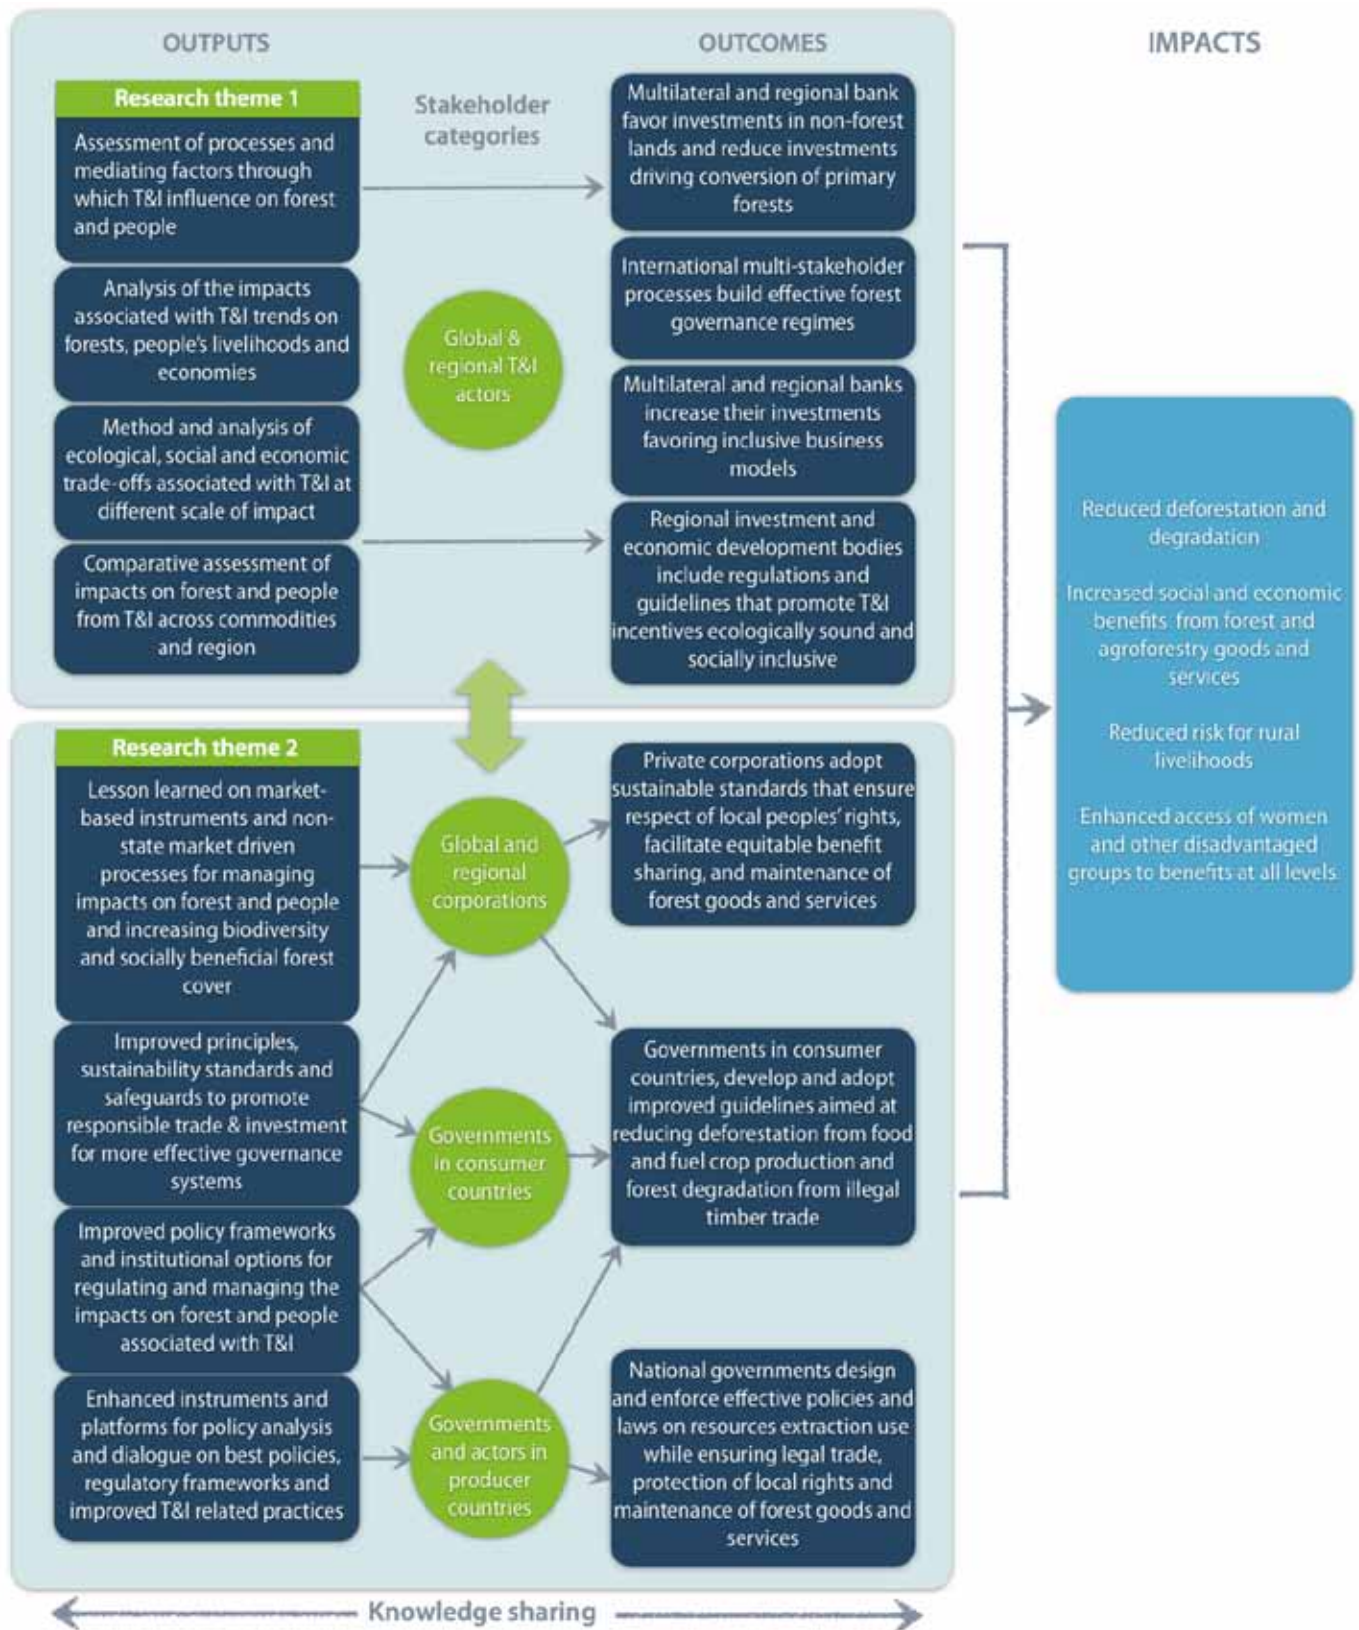 OUTPUTS
OUTCOMES
IMPACTS
Research theme 1
Assessment of processes and
mediating factors through
which T&I influence on forest
and people
Analysis of the impacts
associated with T&I trends on
forests, people's livelihoods and
economies
Method and analysis of
ecological, social and economic
trade-offs associated with T&I at
different scale of impact
Comparative assessment of
impacts on forest and people
from T&I across commodities
and region
Stakeholder
categories
Global &
regional T&I
actors
Multilateral and regional bank
favor investments in non-forest
lands and reduce investments
driving conversion of primary
forests
International multi-stakeholder
processes build effective forest
governance regimes
Multilateral and regional banks
increase their investments
favoring inclusive business
models
Regional investment and
economic development bodies
include regulations and
guidelines that promote T&I
incentives ecologically sound and
socially inclusive
Research theme 2
Lesson learned on market-
based instruments and non-
state market driven
processes for managing
impacts on forest and people
and increasing biodiversity
and socially beneficial forest
cover
Improved principles,
sustainability standards and
safeguards to promote
responsible trade & investment
for more effective governance
systems
Improved policy frameworks
and institutional options for
regulating and managing the
impacts on forest and people
associated with T&I
Enhanced instruments and
platforms for policy analysis
and dialogue on best policies,
regulatory frameworks and
improved T&I related practices
Global and
regional
corporations
Governments
in consumer
countries
Governments
and actors in
producer
countries
Private corporations adopt
sustainable standards that ensure
respect of local peoples' rights,
facilitate equitable benefit
sharing, and maintenance of
forest goods and services
Governments in consumer
countries, develop and adopt
improved guidelines aimed at
reducing deforestation from food
and fuel crop production and
forest degradation from illegal
timber trade
National governments design
and enforce effective policies and
laws on resources extraction use
while ensuring legal trade,
protection of local rights and
maintenance of forest goods and
services
Reduced deforestation and
degradation
Increased social and economic
benefits from forest and
agroforestry goods and
services
Reduced risk for rural
livelihoods
Enhanced access of women
and other disadvantaged
groups to benefits at all levels
Knowledge sharing